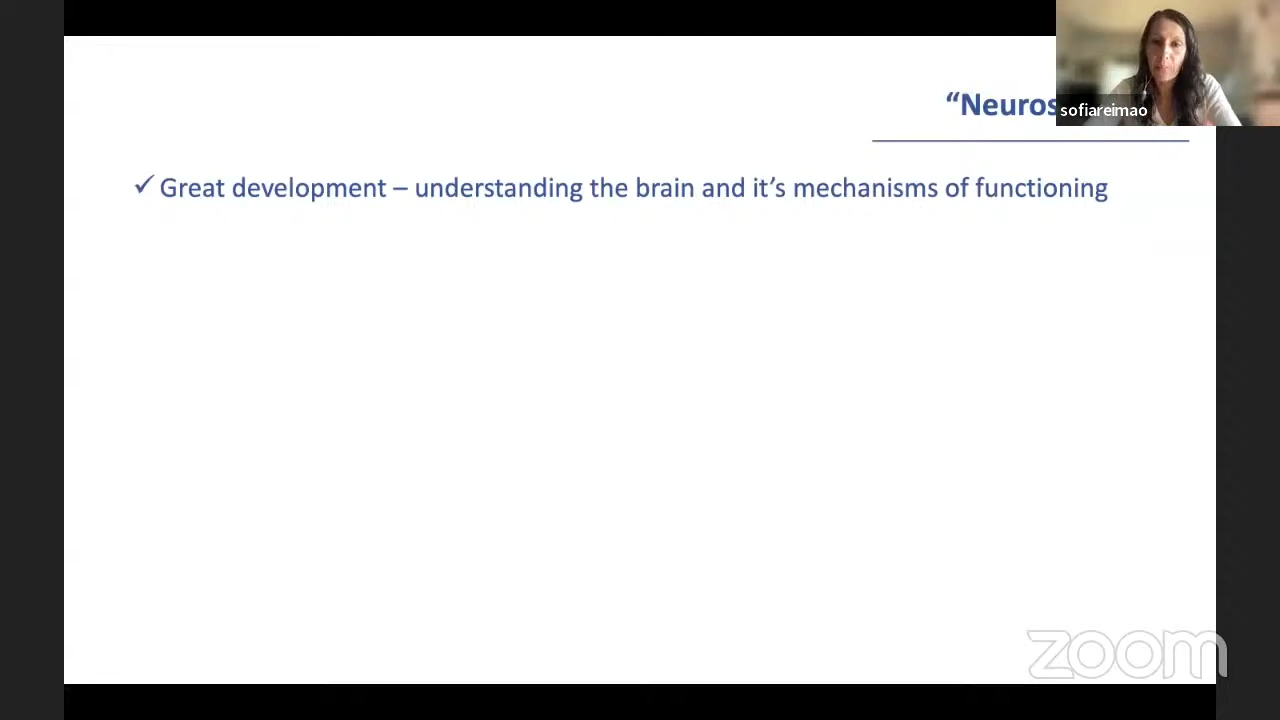 “Neuros
sofiareimao
✓ Great development – understanding the brain and it’s mechanisms of functioning
zoom